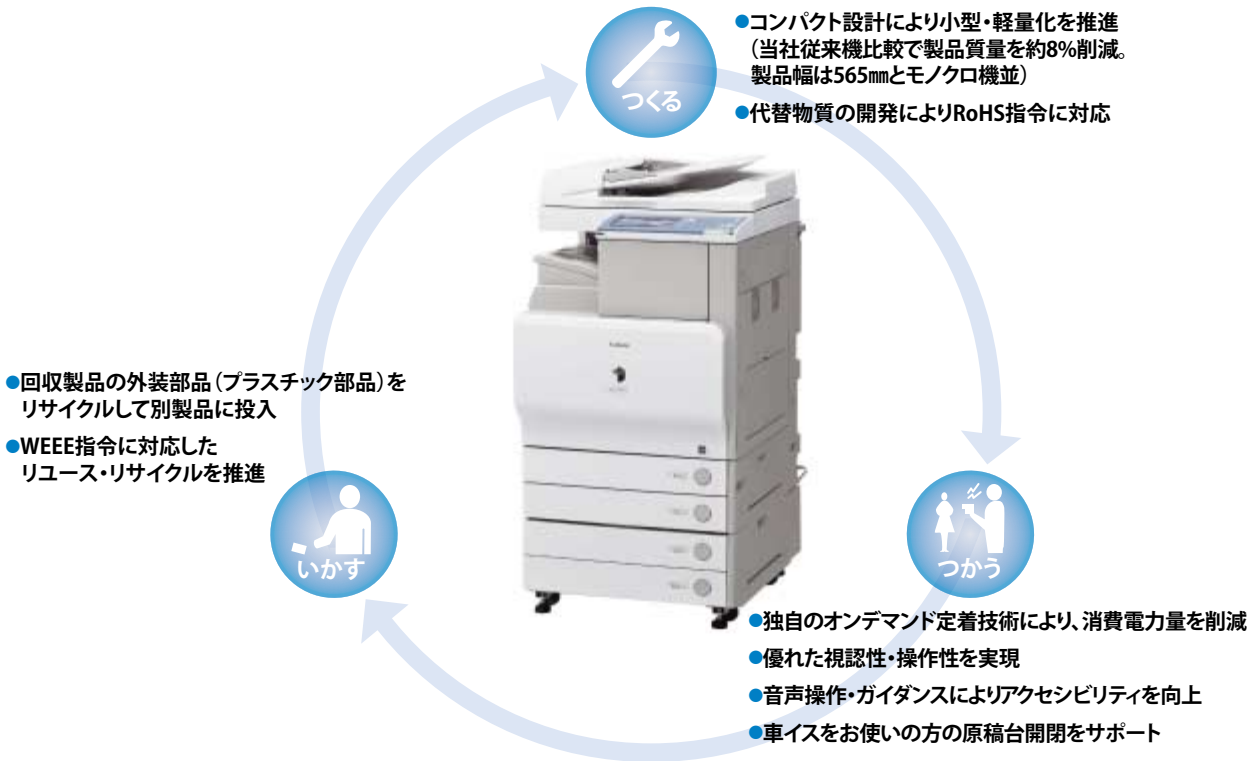 ●コンパクト設計により小型・軽量化を推進
（当社従来機比較で製品質量を約8%削減。
製品幅は565㎜とモノクロ機並）
●代替物質の開発によりRoHS指令に対応
つくる
●回収製品の外装部品（プラスチック部品）を
リサイクルして別製品に投入
●WEEE指令に対応した
リユース・リサイクルを推進
いかす
つかう
●独自のオンデマンド定着技術により、消費電力量を削減
●優れた視認性・操作性を実現
●音声操作・ガイダンスによりアクセシビリティを向上
●車イスをお使いの方の原稿台開閉をサポート